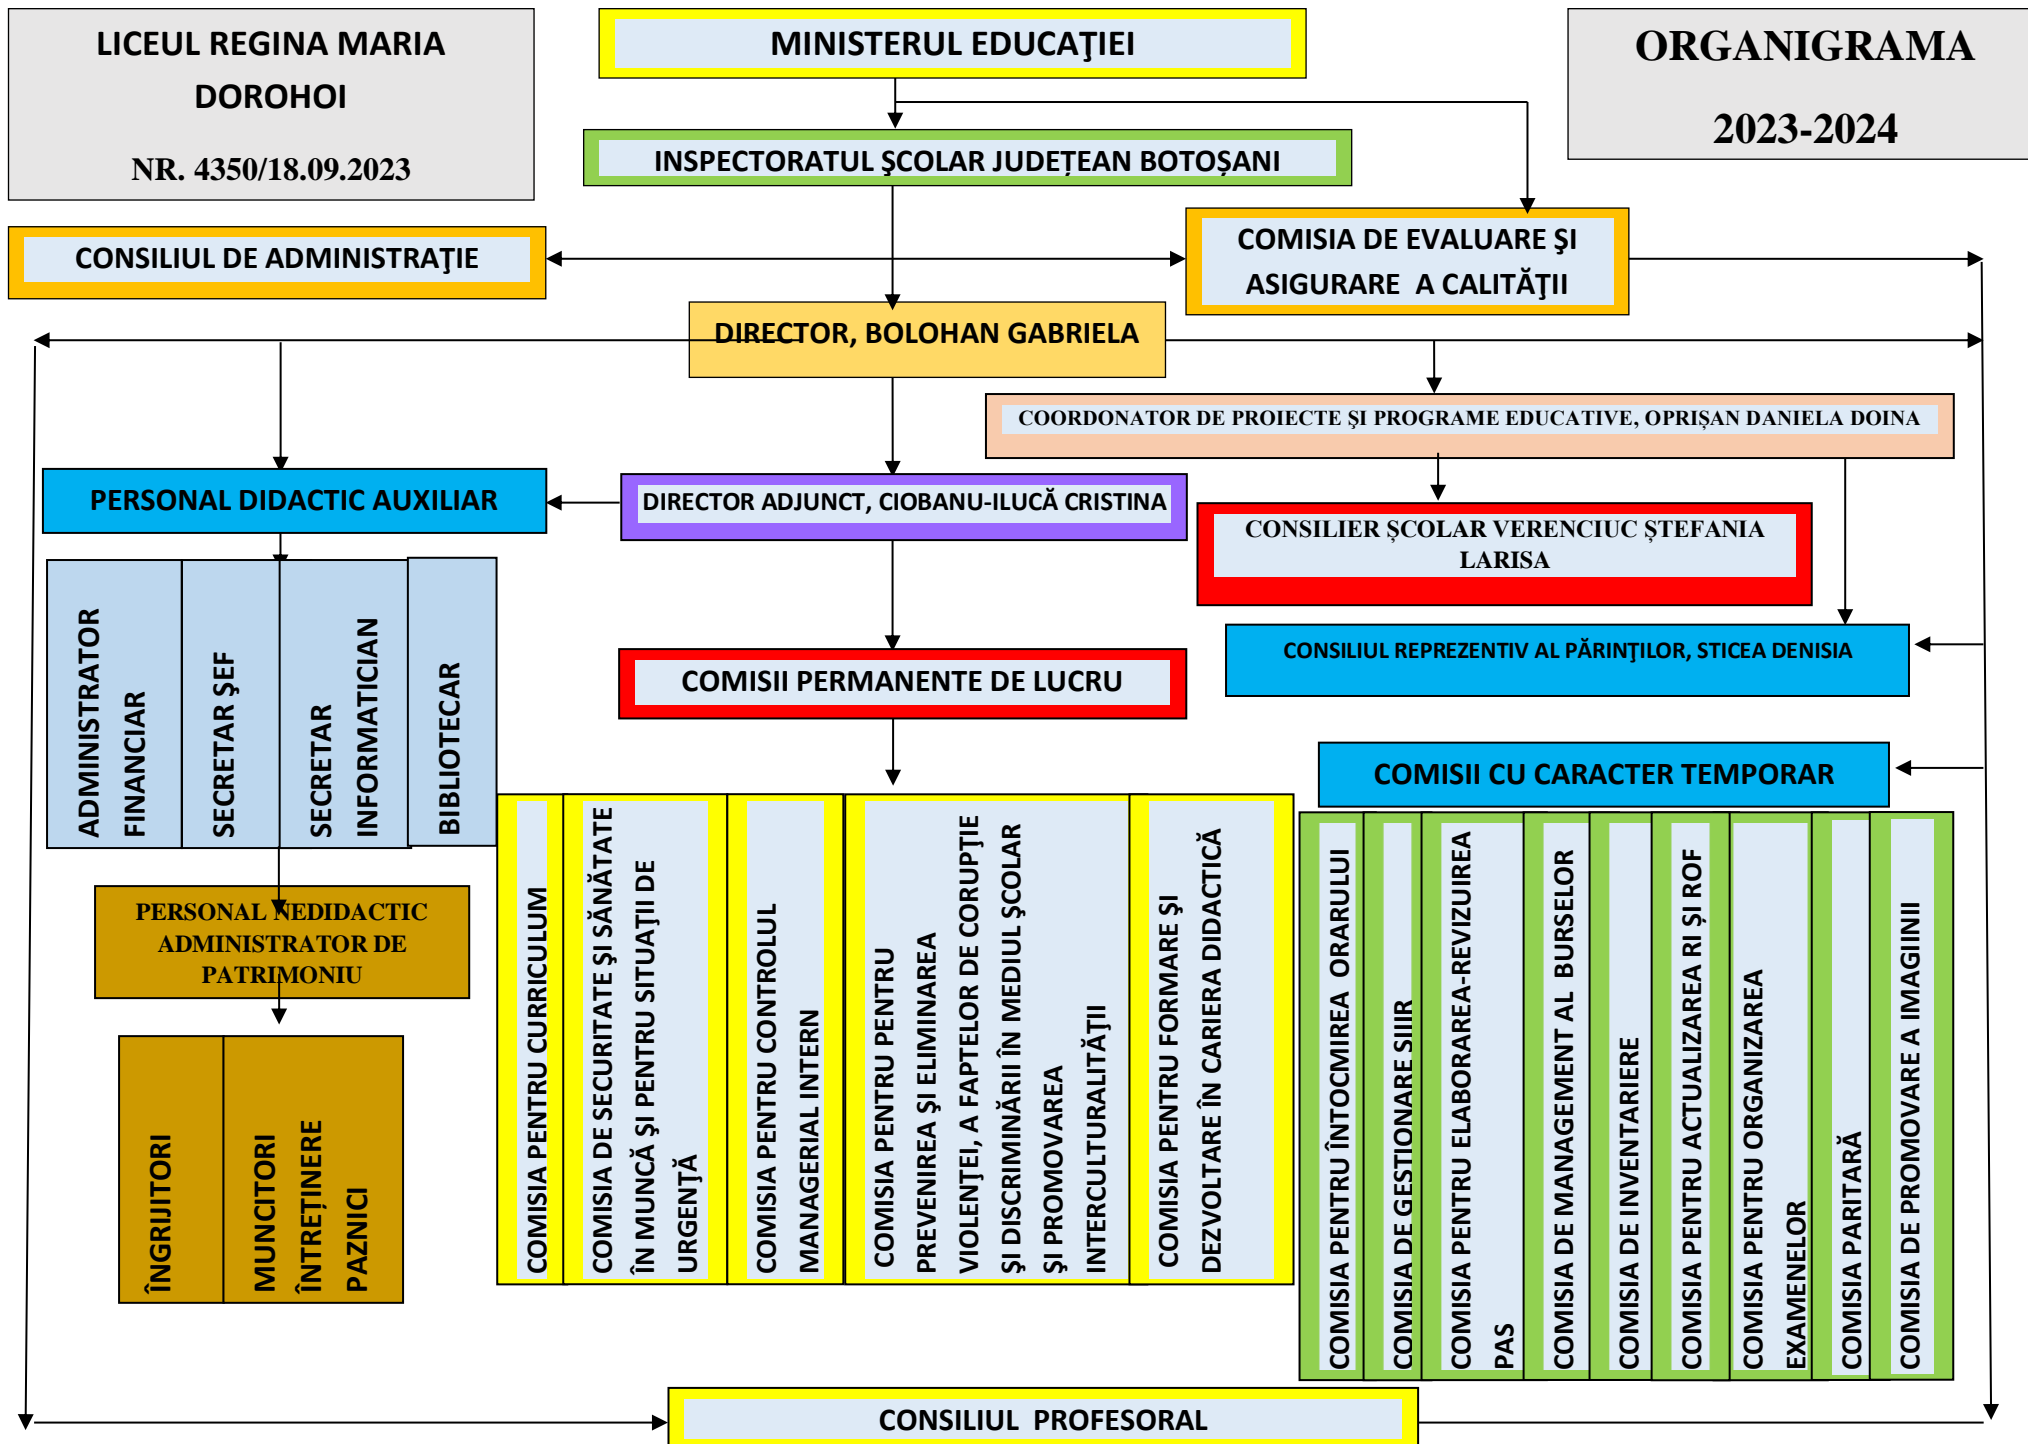 LICEUL REGINA MARIA
DOROHOI
NR. 4350/18.09.2023
MINISTERUL EDUCAŢIEI
ORGANIGRAMA
2023-2024
INSPECTORATUL ŞCOLAR JUDEȚEAN BOTOȘANI
CONSILIUL DE ADMINISTRAŢIE
COMISIA DE EVALUARE ŞI
ASIGURARE A CALITĂŢII
DIRECTOR, BOLOHAN GABRIELA
COORDONATOR DE PROIECTE ŞI PROGRAME EDUCATIVE, OPRIȘAN DANIELA DOINA
PERSONAL DIDACTIC AUXILIAR
DIRECTOR ADJUNCT, CIOBANU-ILUCĂ CRISTINA
CONSILIER ȘCOLAR VERENCIUC ȘTEFANIA
LARISA
CONSILIUL REPREZENTIV AL PĂRINŢILOR, STICEA DENISIA
ADMINISTRATOR
FINANCIAR
SECRETAR ŞEF
SECRETAR
INFORMATICIAN
BIBLIOTECAR
COMISII PERMANENTE DE LUCRU
COMISII CU CARACTER TEMPORAR
PERSONAL NEDIDACTIC
ADMINISTRATOR DE
PATRIMONIU
ÎNGRIJITORI
MUNCITORI
ÎNTREȚINERE
PAZNICI
COMISIA PENTRU CURRICULUM
COMISIA DE SECURITATE ŞI SĂNĂTATE
ÎN MUNCĂ ŞI PENTRU SITUAŢII DE
URGENŢĂ
COMISIA PENTRU CONTROLUL
MANAGERIAL INTERN
COMISIA PENTRU PENTRU
PREVENIREA ŞI ELIMINAREA
VIOLENŢEI, A FAPTELOR DE CORUPŢIE
ŞI DISCRIMINĂRII ÎN MEDIUL ŞCOLAR
ŞI PROMOVAREA
INTERCULTURALITĂŢII
COMISIA PENTRU FORMARE ŞI
DEZVOLTARE ÎN CARIERA DIDACTICĂ
COMISIA PENTRU ÎNTOCMIREA ORARULUI
COMISIA DE GESTIONARE SIIIR
COMISIA PENTRU ELABORAREA-REVIZUIREA
PAS
COMISIA DE MANAGEMENT AL BURSELOR
COMISIA DE INVENTARIERE
COMISIA PENTRU ACTUALIZAREA RI ȘI ROF
COMISIA PENTRU ORGANIZAREA
EXAMENELOR
COMISIA PARITARĂ
COMISIA DE PROMOVARE A IMAGINII
CONSILIUL PROFESORAL